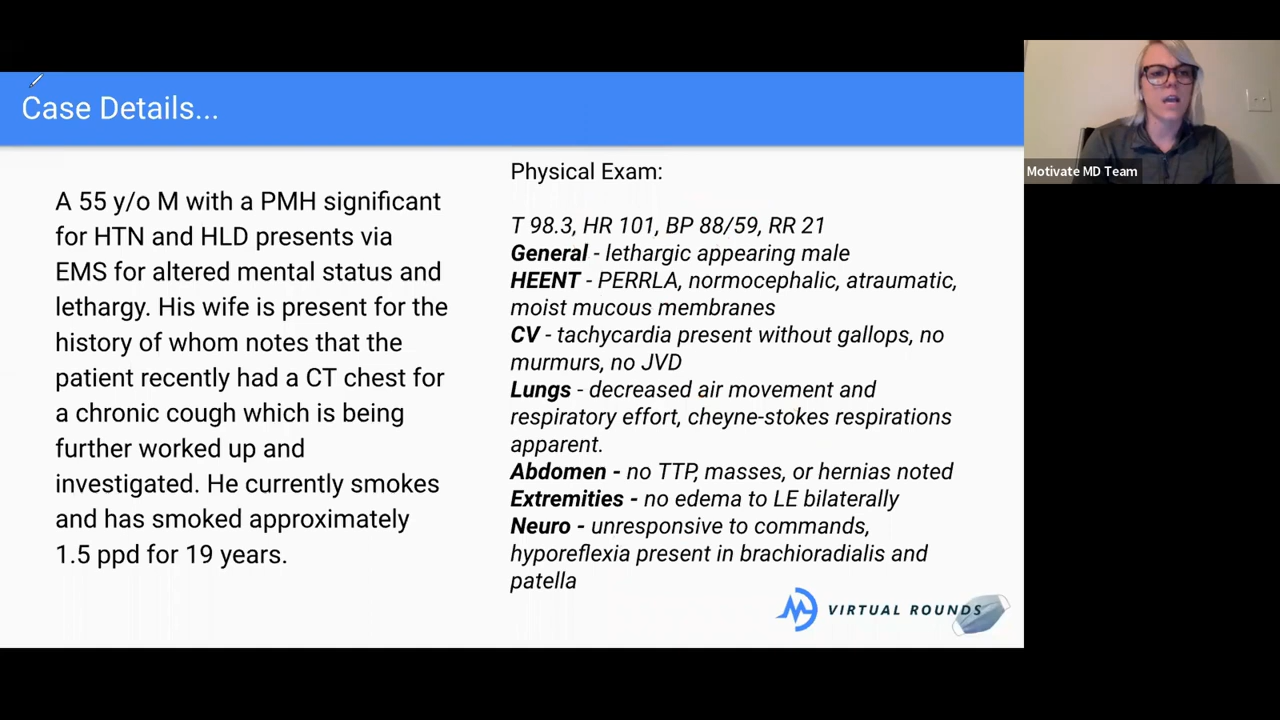 Case Details...
A 55 y/o M with a PMH significant
for HTN and HLD presents via
EMS for altered mental status and
lethargy. His wife is present for the
history of whom notes that the
patient recently had a CT chest for
a chronic cough which is being
further worked up and
investigated. He currently smokes
and has smoked approximately
1.5 ppd for 19 years.
Physical Exam:
T 98.3, HR 101, BP 88/59, RR 21
General - lethargic appearing male
HEENT - PERRLA, normocephalic, atraumatic,
moist mucous membranes
CV - tachycardia present without gallops, no
murmurs, no JVD
Lungs - decreased air movement and
respiratory effort, cheyne-stokes respirations
apparent.
Abdomen - no TTP, masses, or hernias noted
Extremities - no edema to LE bilaterally
Neuro - unresponsive to commands,
hyporeflexia present in brachioradialis and
patella
VIRTUAL ROUNDS
Motivate MD Team